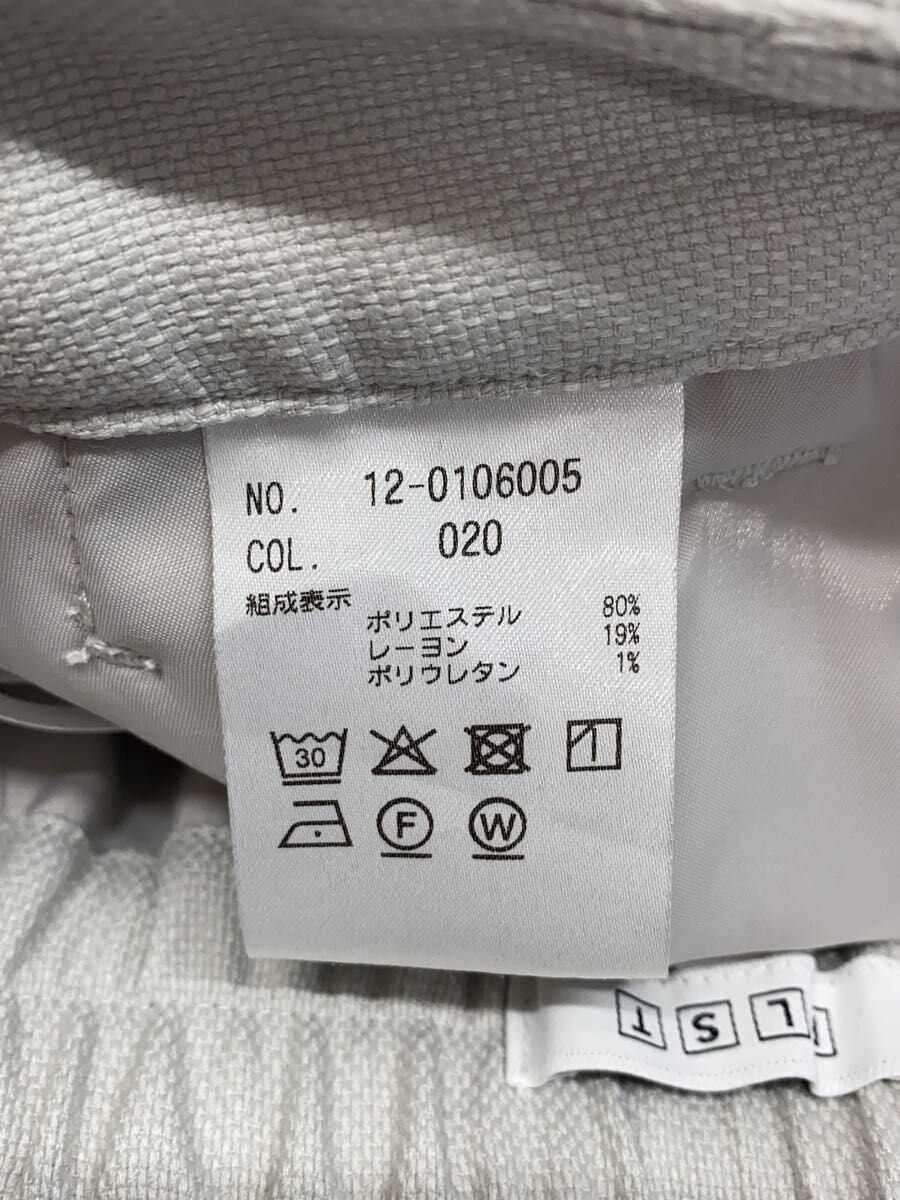 NO. 12-0106005
COL. 020
組成表示
ポリエステル 80%
レーヨン 19%
ポリウレタン 1%
30
F W
L S T